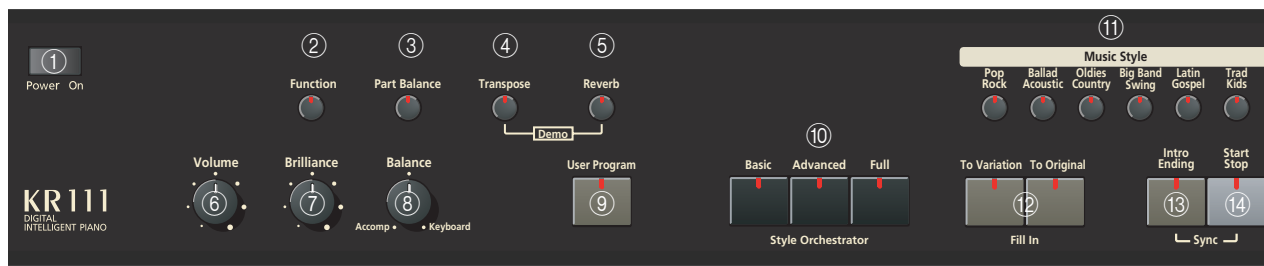 ② ③ ④ ⑤ ⑪
① Music Style
Power On
Function Part Balance Transpose Reverb
Pop Rock Ballad Acoustic Oldies Country Big Band Swing Latin Gospel Trad Kids
Demo
⑩
Volume Brilliance Balance
User Program
Basic Advanced Full
To Variation To Original
Intro Ending Start Stop
⑥ ⑦ ⑧ ⑨ ⑫ ⑬ ⑭
KR111
DIGITAL
INTELLIGENT PIANO
Accomp Keyboard
Style Orchestrator
Fill In
Sync